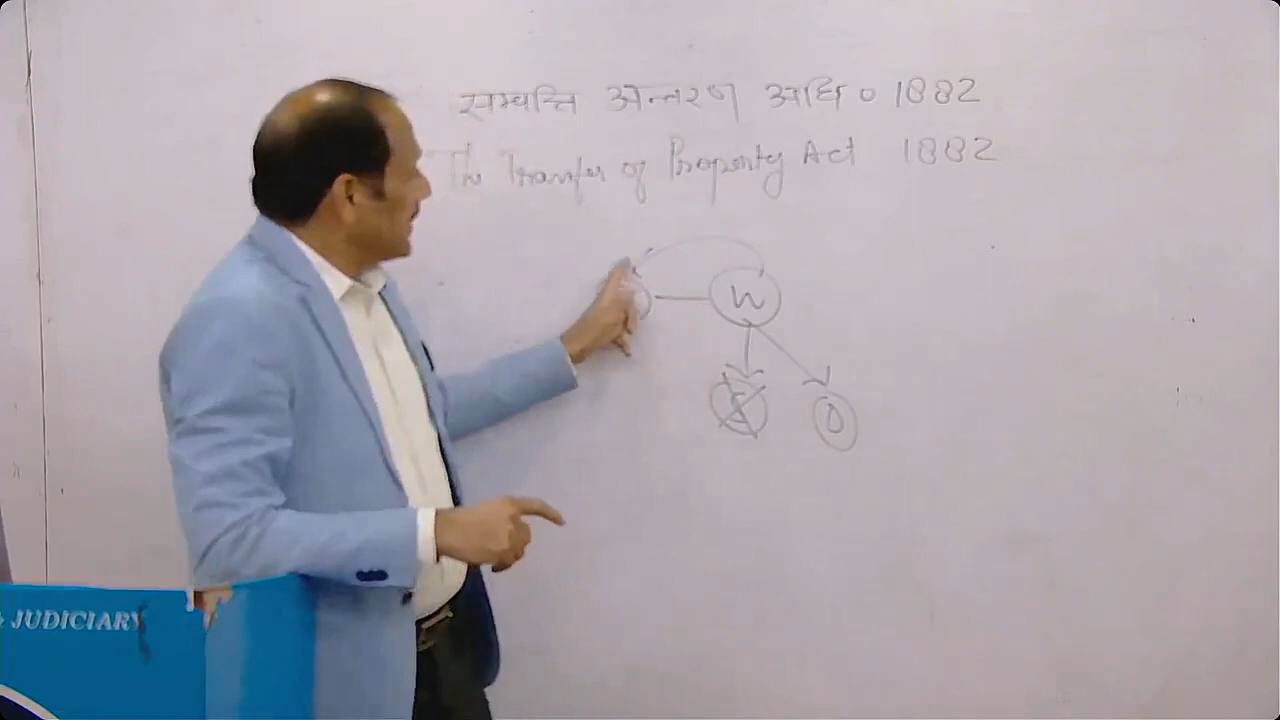 सम्पत्ति अन्तरण अधि० 1882
The Transfer of Property Act 1882
W
S
D
JUDICIARY